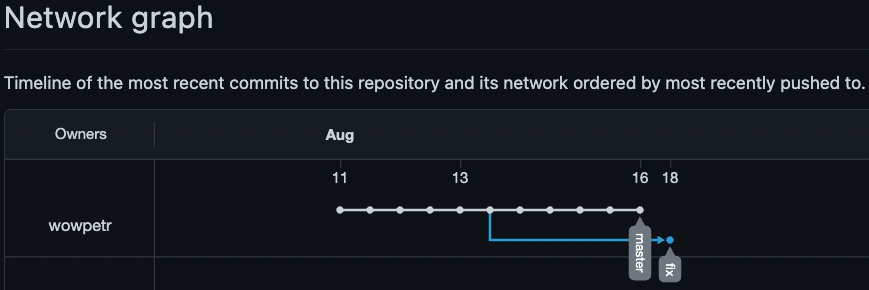 Network graph
Timeline of the most recent commits to this repository and its network ordered by most recently pushed to.
Owners
Aug
11
13
16
18
wowpetr
master
fix